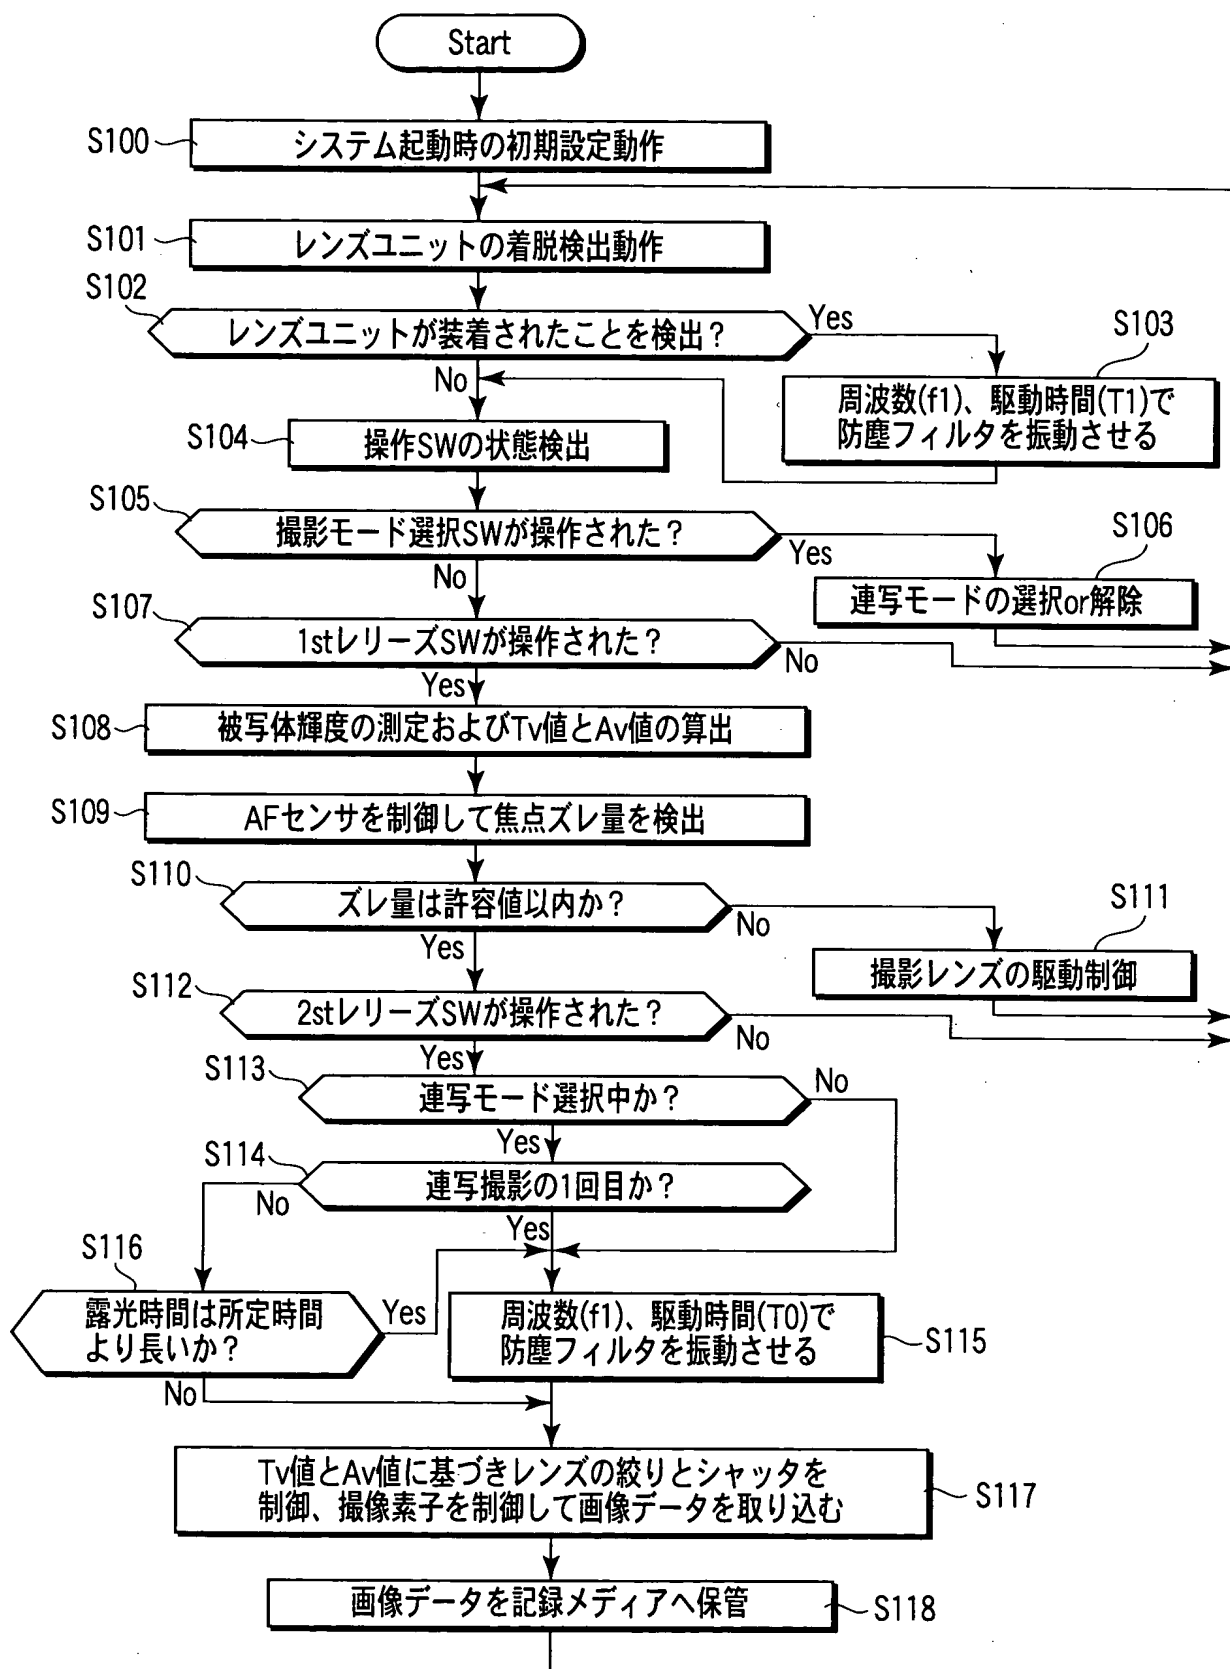 Start
S100
システム起動時の初期設定動作
S101
レンズユニットの着脱検出動作
S102
レンズユニットが装着されたことを検出？
Yes
No
S103
周波数(f1)、駆動時間(T1)で
防塵フィルタを振動させる
S104
操作SWの状態検出
S105
撮影モード選択SWが操作された？
Yes
No
S106
連写モードの選択or解除
S107
1stレリーズSWが操作された？
No
Yes
S108
被写体輝度の測定およびTv値とAv値の算出
S109
AFセンサを制御して焦点ズレ量を検出
S110
ズレ量は許容値以内か？
No
Yes
S111
撮影レンズの駆動制御
S112
2stレリーズSWが操作された？
No
Yes
S113
連写モード選択中か？
No
Yes
S114
連写撮影の1回目か？
No
Yes
S116
露光時間は所定時間
より長いか？
Yes
No
周波数(f1)、駆動時間(T0)で
防塵フィルタを振動させる
S115
Tv値とAv値に基づきレンズの絞りとシャッタを
制御、撮像素子を制御して画像データを取り込む
S117
画像データを記録メディアへ保管
S118